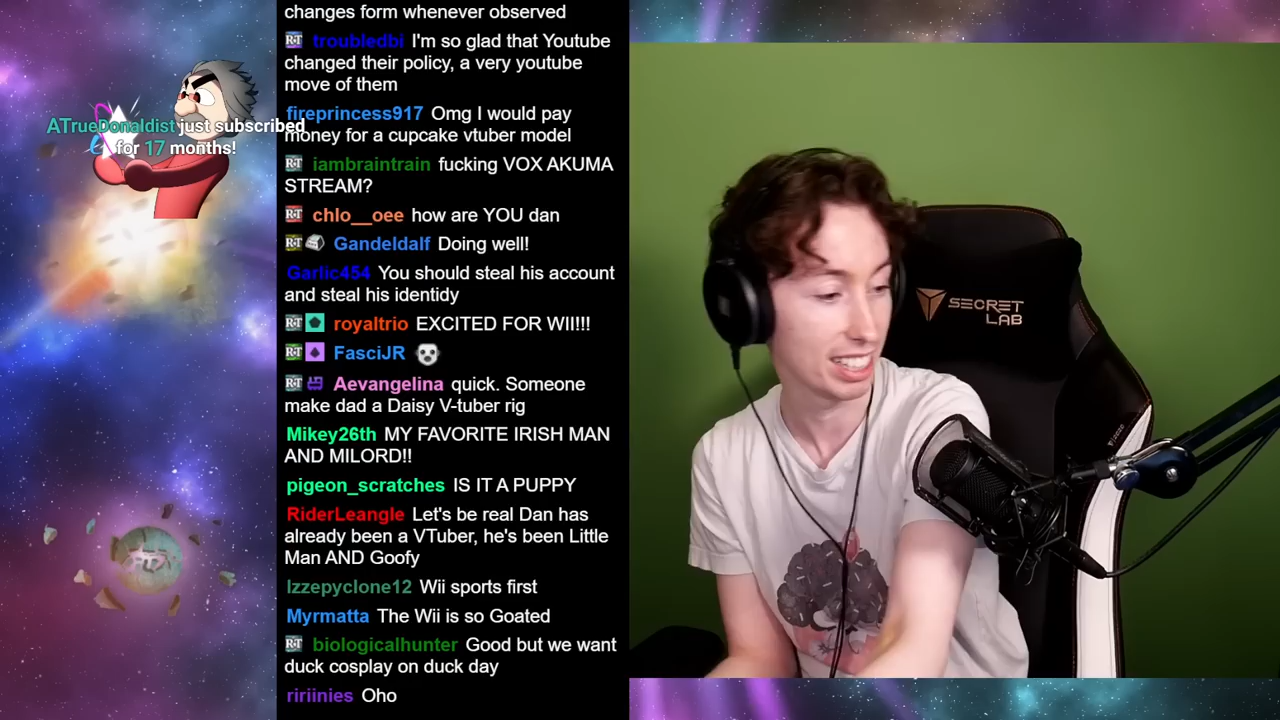 changes form whenever observed
troubledbi I'm so glad that Youtube
changed their policy, a very youtube
move of them
fireprincess917 Omg I would pay
money for a cupcake vtuber model
iambraintrain fucking VOX AKUMA
STREAM?
chlo__oee how are YOU dan
Gandeldalf Doing well!
Garlic454 You should steal his account
and steal his identidy
royaltrio EXCITED FOR WII!!!
FasciJR
Aevangelina quick. Someone
make dad a Daisy V-tuber rig
Mikey26th MY FAVORITE IRISH MAN
AND MILORD!!
pigeon_scratches IS IT A PUPPY
RiderLeangle Let's be real Dan has
already been a VTuber, he's been Little
Man AND Goofy
Izzepyclone12 Wii sports first
Myrmatta The Wii is so Goated
biologicalhunter Good but we want
duck cosplay on duck day
ririinies Oho
ATrueDonaldist just subscribed
for 17 months!
SECRET
LAB